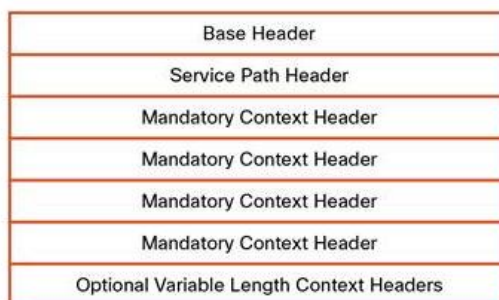 Base Header
Service Path Header
Mandatory Context Header
Mandatory Context Header
Mandatory Context Header
Mandatory Context Header
Optional Variable Length Context Headers